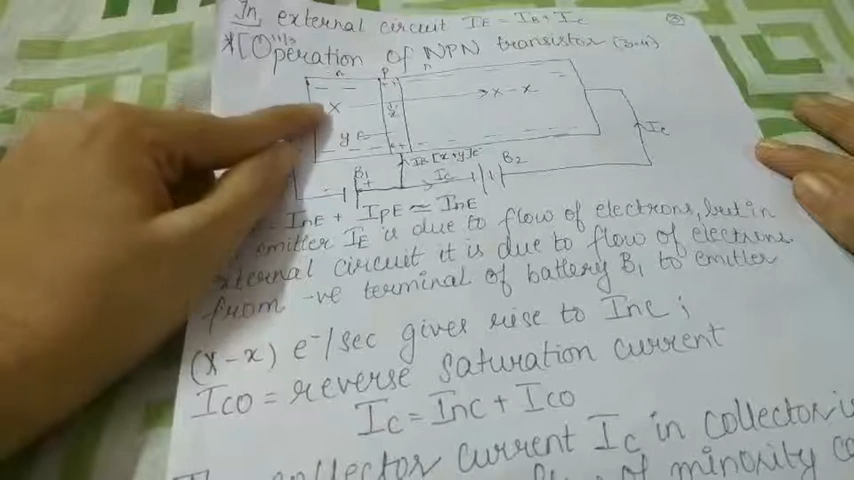 In external circuit IE = IB + Ic
*[Operation of NPN transistor
n P n
x x - x
y E
Ic
B1 IB [x+y]e Ic B2
InE + IpE ≈ InE
emitter IE is due to flow of electrons, but in
external circuit it is due to flow of electrons
from -ve terminal of battery B1 to emitter
(x-x) e-/sec gives rise to Inc ;
Ico = reverse saturation current
Ic = Inc + Ico
collector current Ic in collector is
of minority